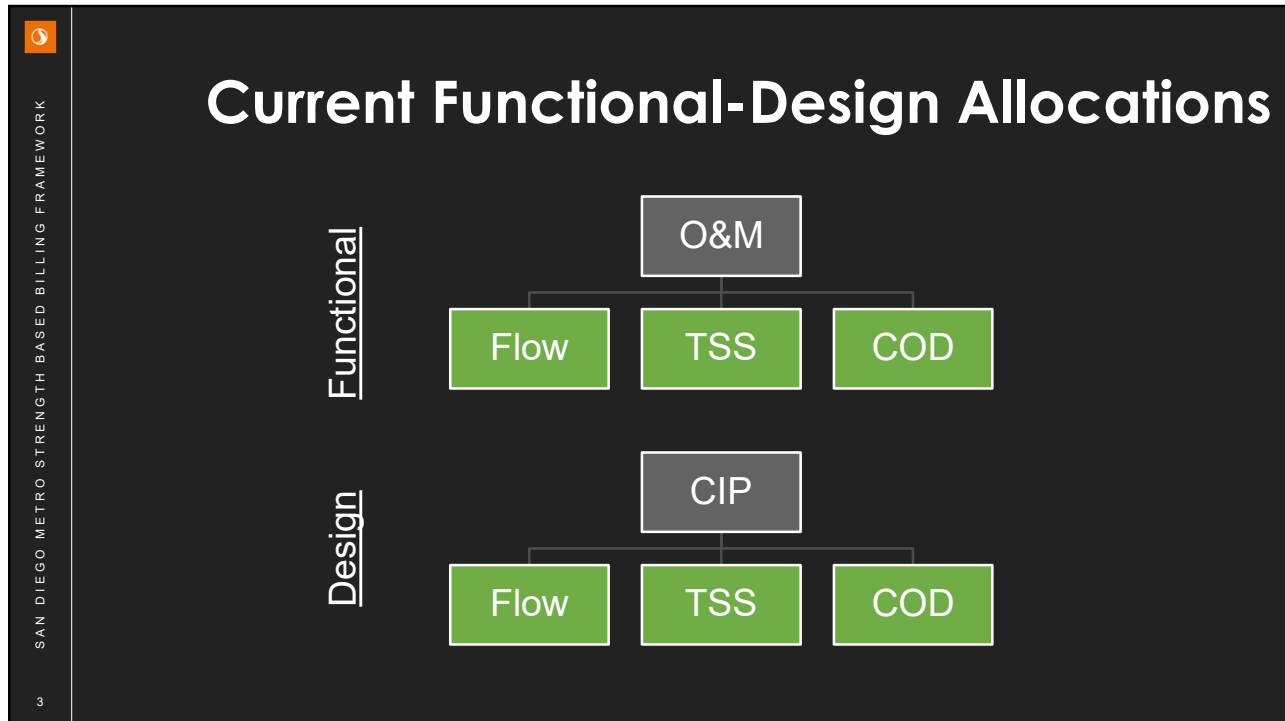 SAN DIEGO METRO STRENGTH BASED BILLING FRAMEWORK
3
Current Functional-Design Allocations
Functional
O&M
Flow
TSS
COD
Design
CIP
Flow
TSS
COD